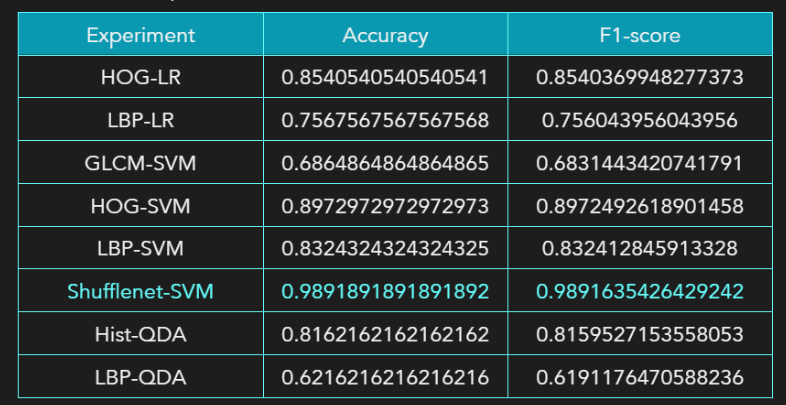 Experiment Accuracy F1-score
HOG-LR 0.8540540540540541 0.8540369948277373
LBP-LR 0.7567567567567568 0.756043956043956
GLCM-SVM 0.6864864864864865 0.6831443420741791
HOG-SVM 0.8972972972972973 0.8972492618901458
LBP-SVM 0.8324324324324325 0.832412845913328
Shufflenet-SVM 0.9891891891891892 0.9891635426429242
Hist-QDA 0.8162162162162162 0.8159527153558053
LBP-QDA 0.6216216216216216 0.6191176470588236